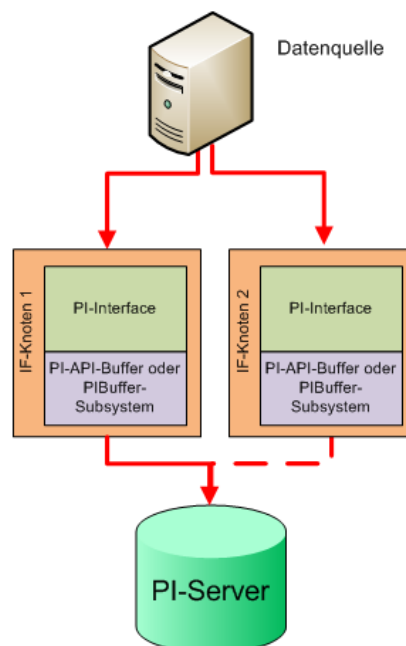 Datenquelle
IF-Knoten 1
PI-Interface
PI-API-Buffer oder
PIBuffer-
Subsystem
IF-Knoten 2
PI-Interface
PI-API-Buffer oder
PIBuffer-
Subsystem
PI-Server